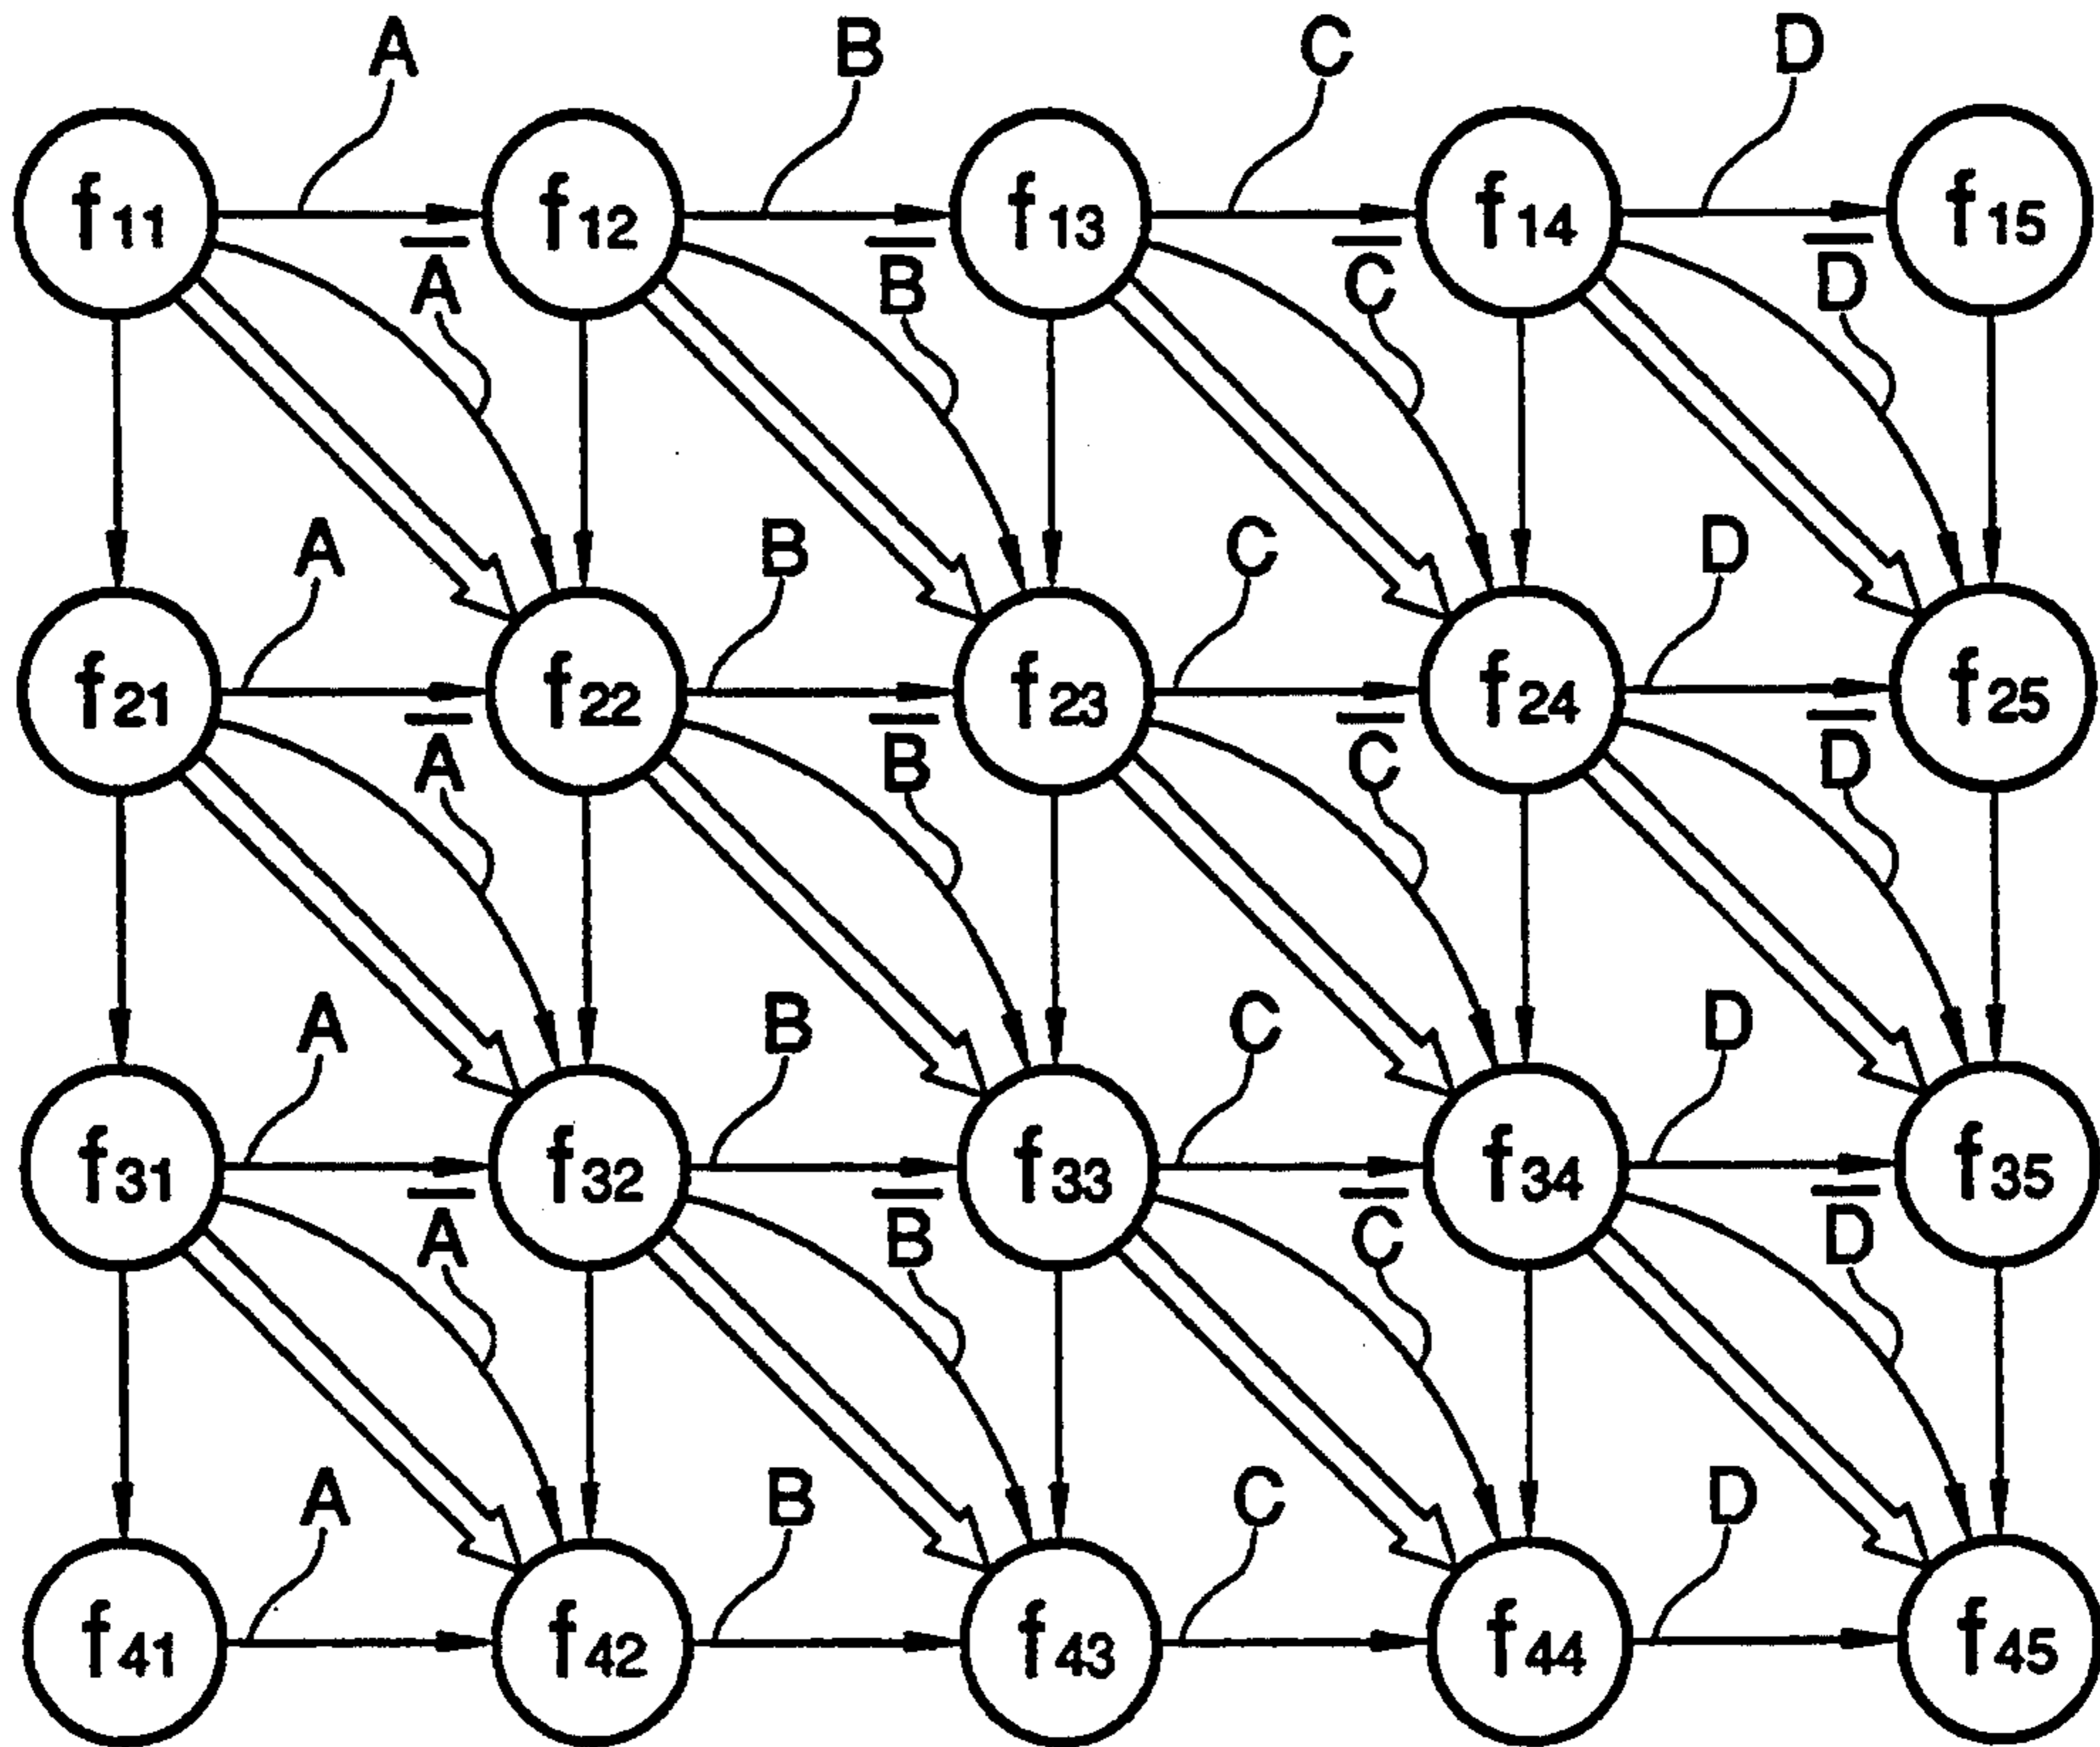 A B C D
f11 f12 f13 f14 f15
A̅ B̅ C̅ D̅
A B C D
f21 f22 f23 f24 f25
A̅ B̅ C̅ D̅
A B C D
f31 f32 f33 f34 f35
A̅ B̅ C̅ D̅
A B C D
f41 f42 f43 f44 f45